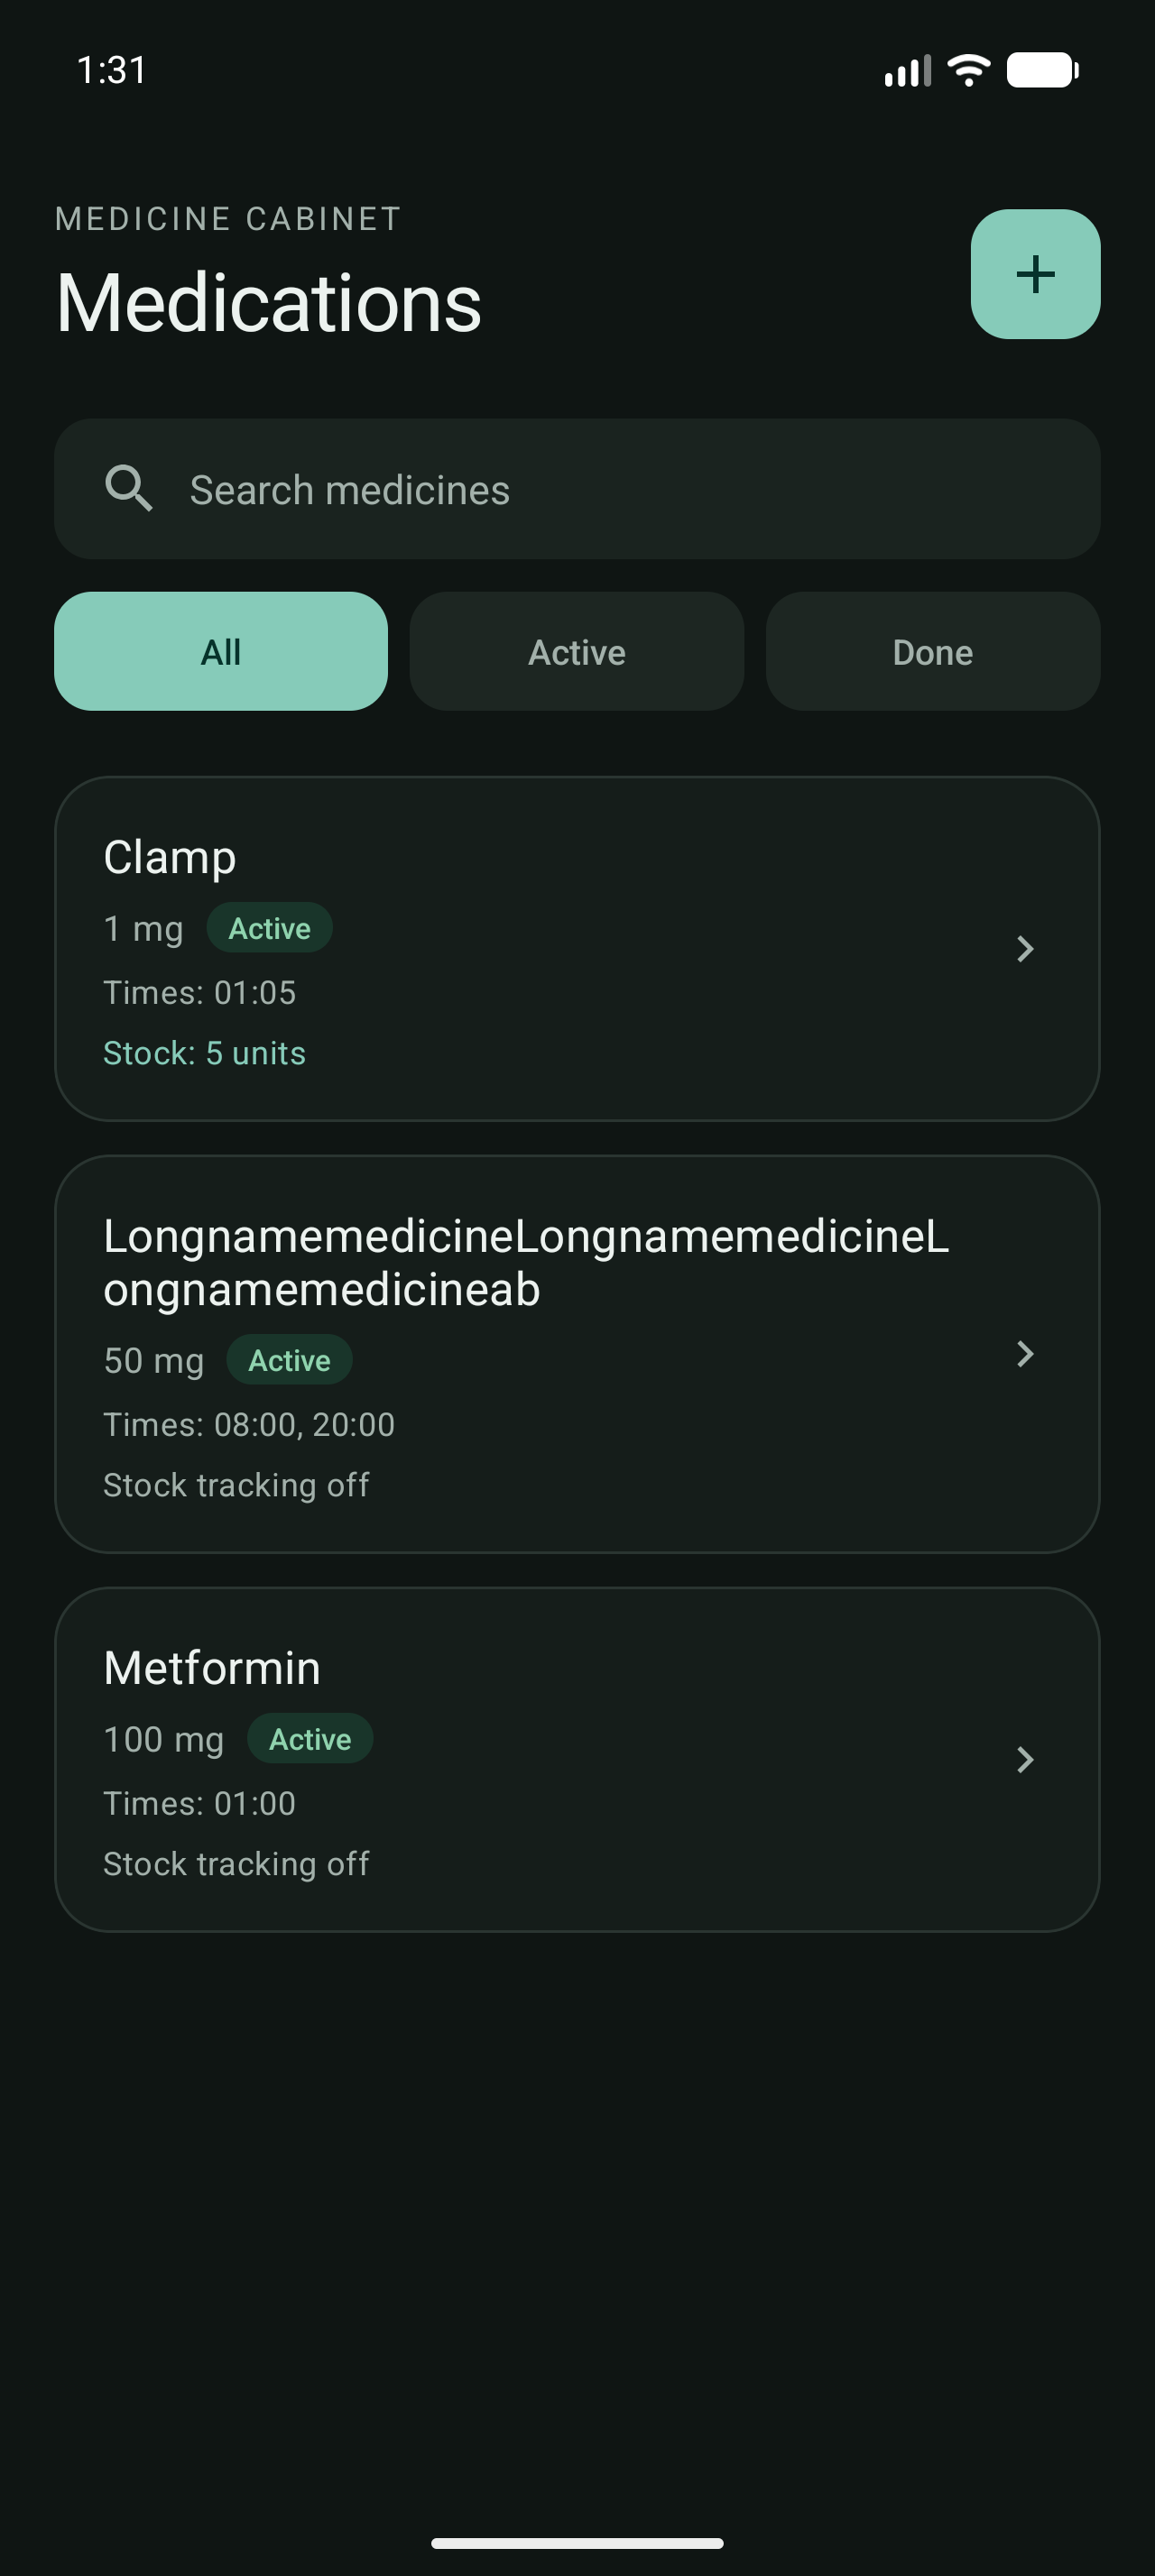 1:31
MEDICINE CABINET
Medications
Search medicines
All
Active
Done
Clamp
1 mg
Active
Times: 01:05
Stock: 5 units
LongnamemedicineLongnamemedicineL
ongnamemedicineab
50 mg
Active
Times: 08:00, 20:00
Stock tracking off
Metformin
100 mg
Active
Times: 01:00
Stock tracking off